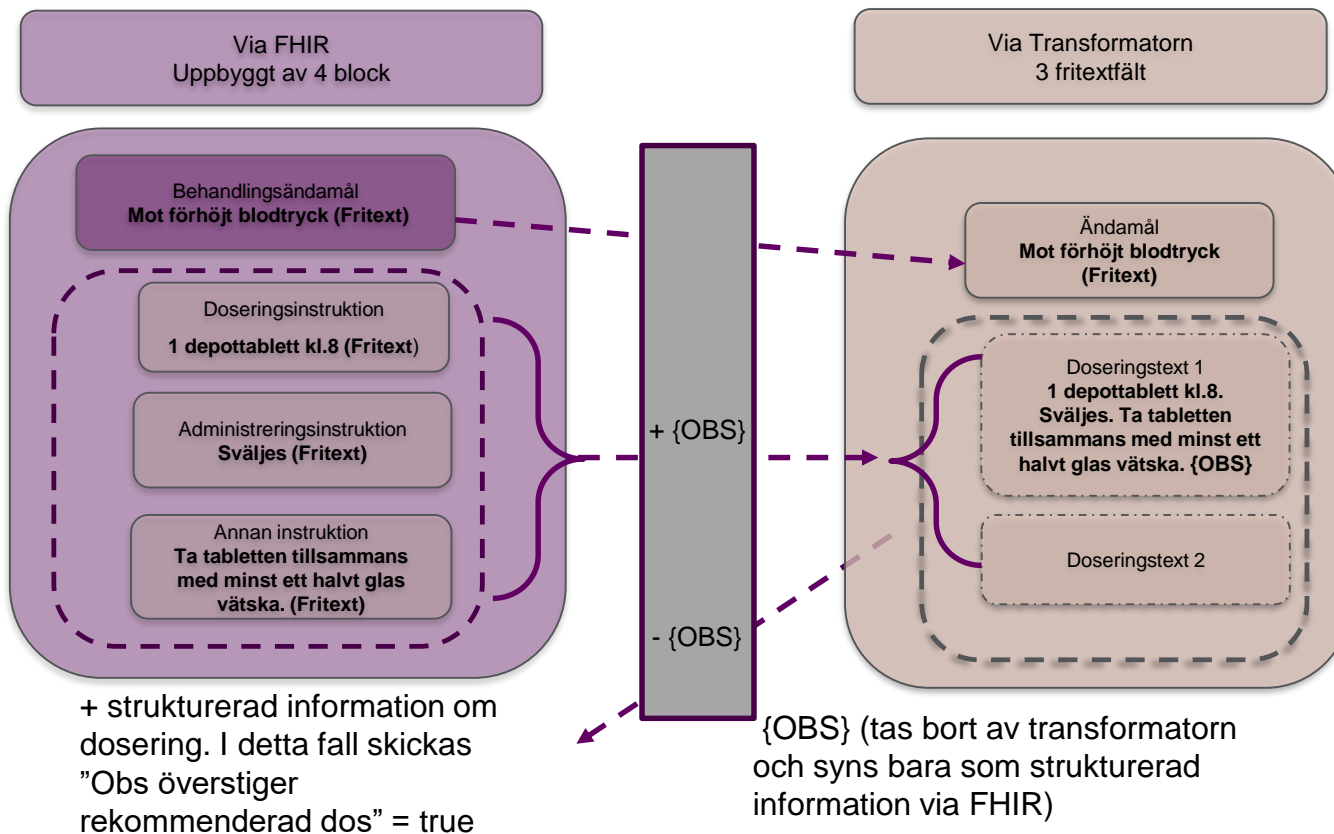 Via FHIR
Uppbyggt av 4 block
Via Transformatorn
3 fritextfält
Behandlingsändamål
Mot förhöjt blodtryck (Fritext)
Doseringsinstruktion
1 depottablett kl.8 (Fritext)
Administreringsinstruktion
Sväljes (Fritext)
Annan instruktion
Ta tabletten tillsammans
med minst ett halvt glas
vätska. (Fritext)
+ {OBS}
- {OBS}
Ändamål
Mot förhöjt blodtryck
(Fritext)
Doseringstext 1
1 depottablett kl.8.
Sväljes. Ta tabletten
tillsammans med minst ett
halvt glas vätska. {OBS}
Doseringstext 2
+ strukturerad information om
dosering. I detta fall skickas
”Obs överstiger
rekommenderad dos” = true
{OBS} (tas bort av transformatorn
och syns bara som strukturerad
information via FHIR)